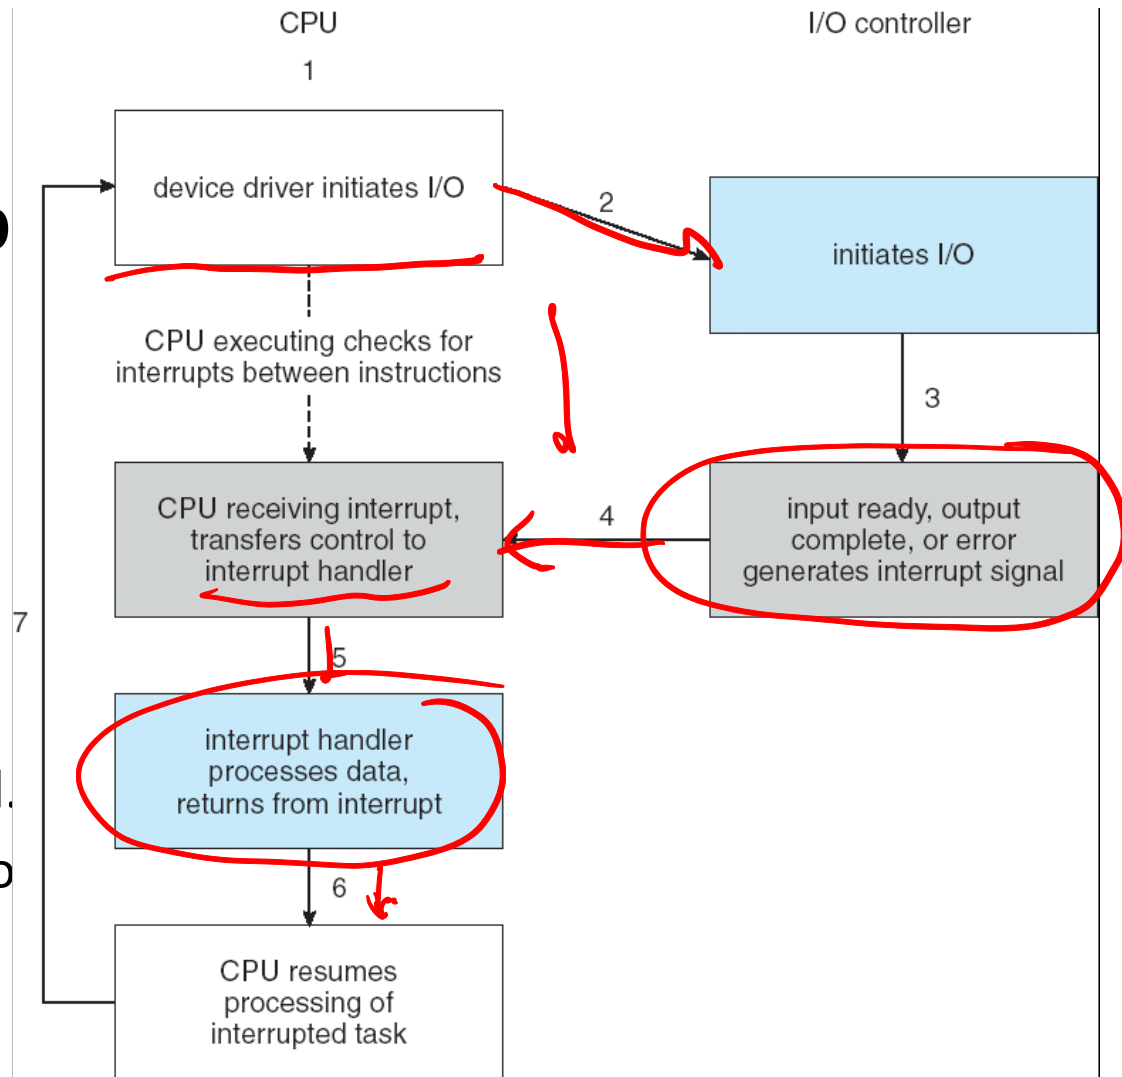 CPU
I/O controller
1
device driver initiates I/O
2
initiates I/O
CPU executing checks for
interrupts between instructions
3
CPU receiving interrupt,
transfers control to
interrupt handler
4
input ready, output
complete, or error
generates interrupt signal
7
5
interrupt handler
processes data,
returns from interrupt
6
CPU resumes
processing of
interrupted task